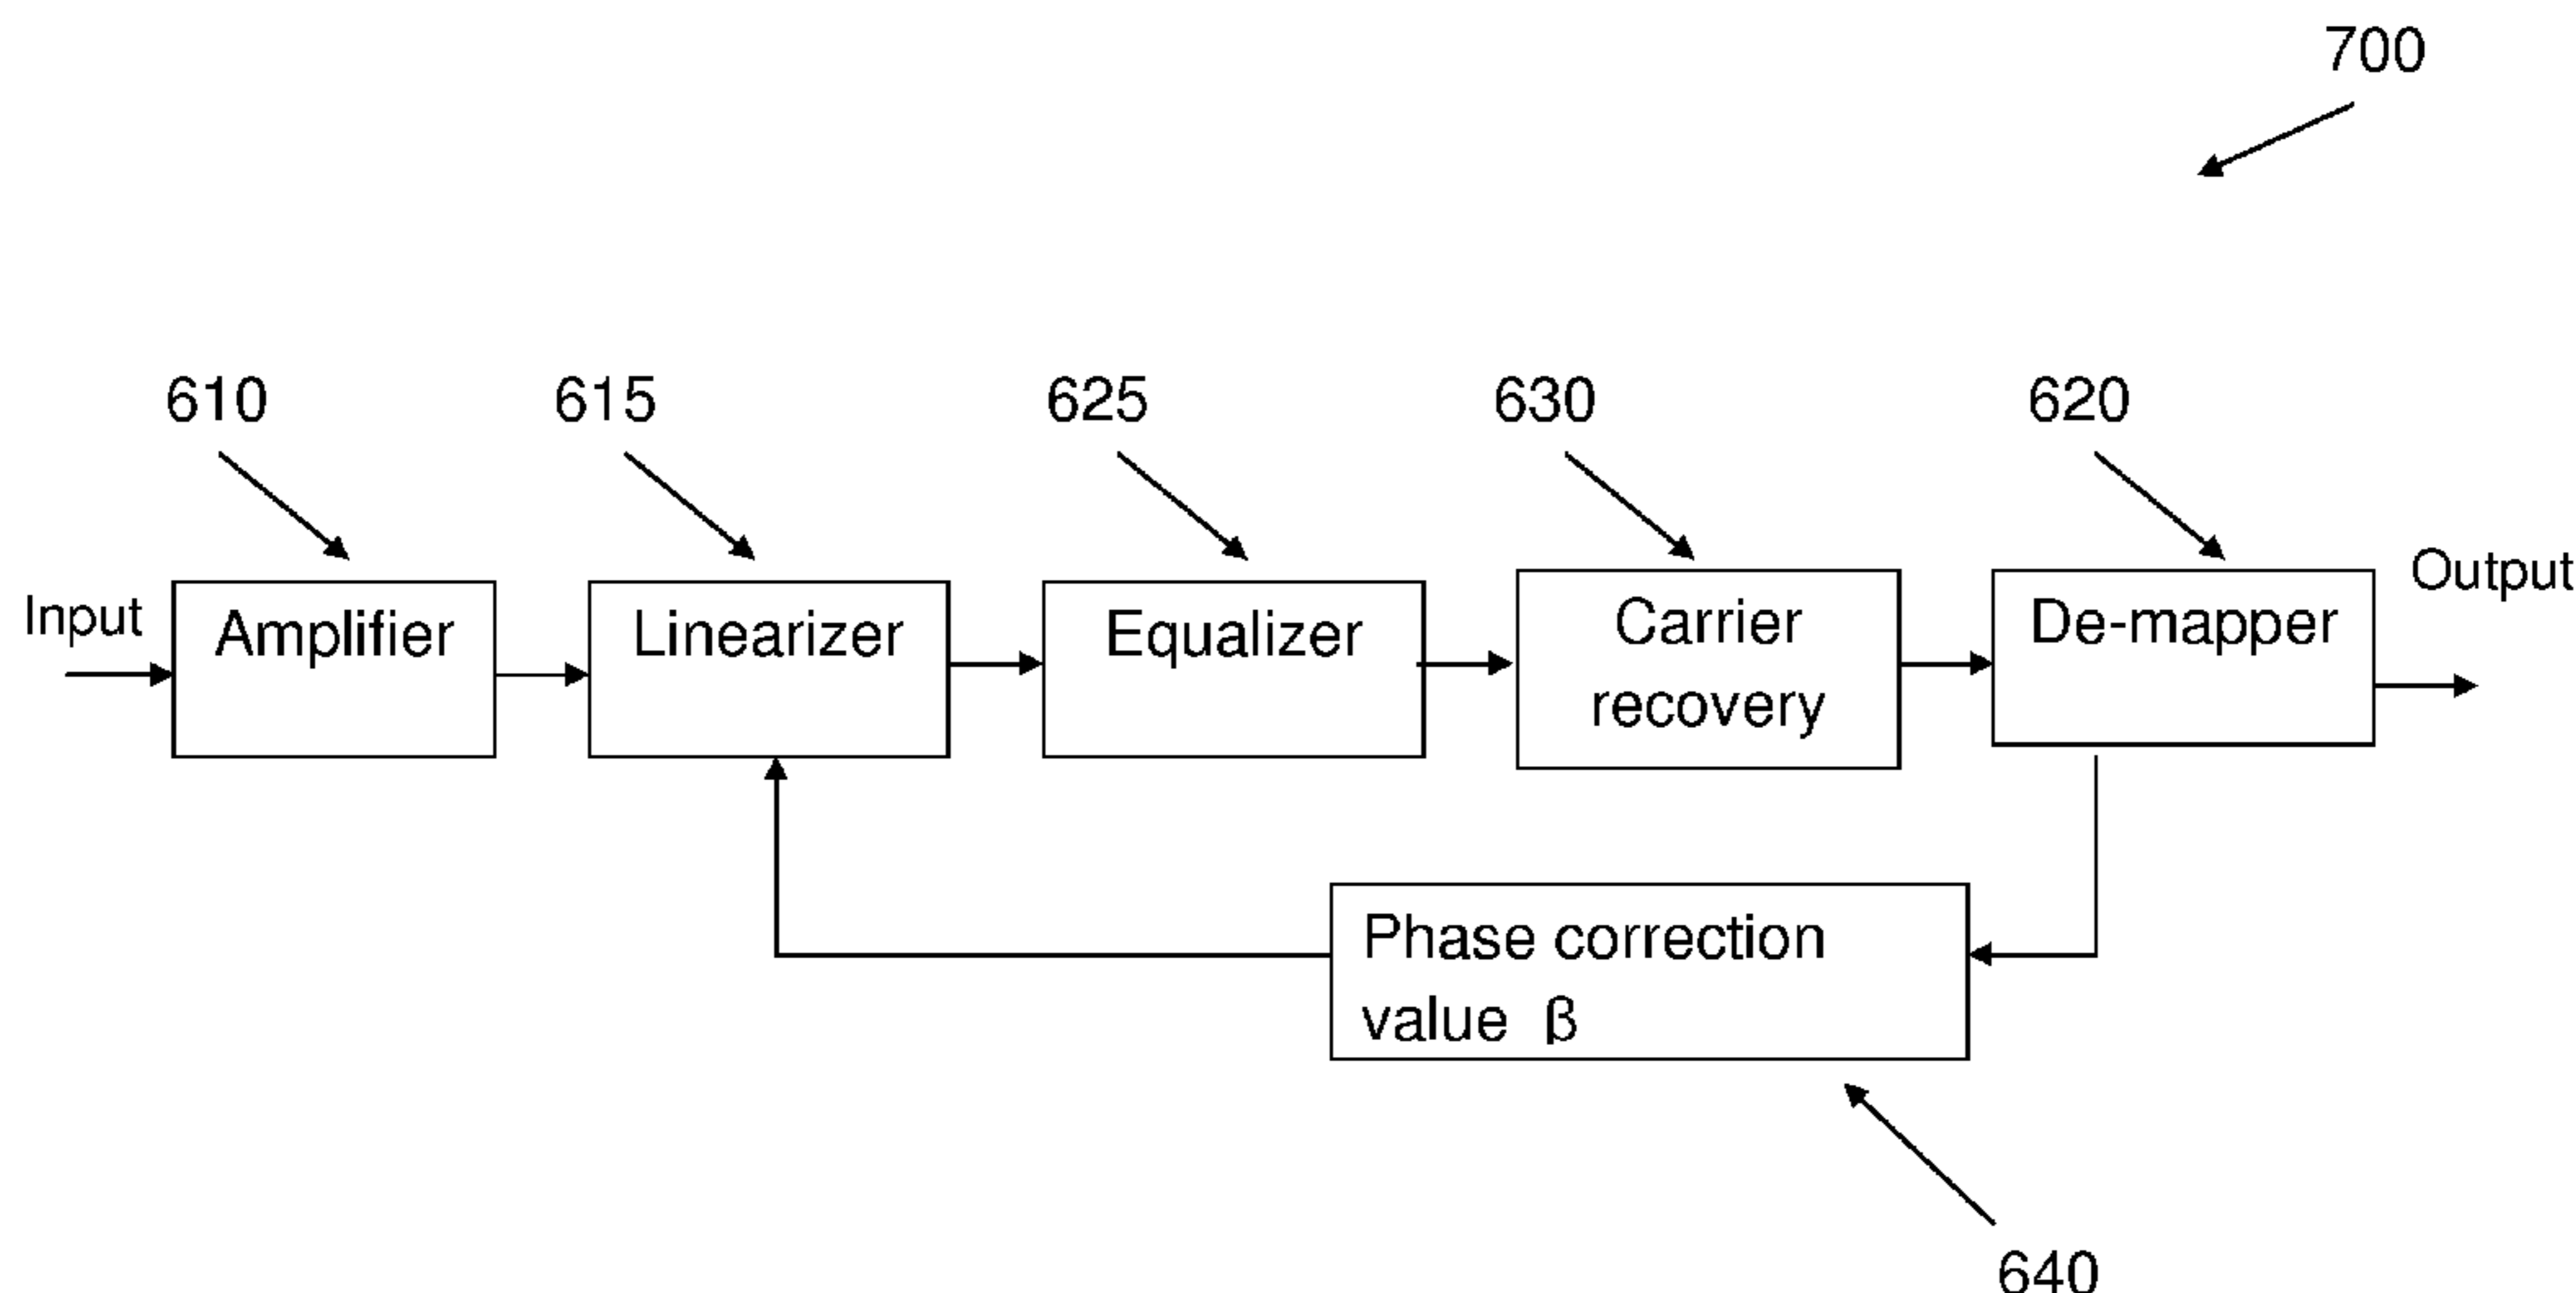 700
610
615
625
630
620
Input
Amplifier
Linearizer
Equalizer
Carrier
recovery
De-mapper
Output
Phase correction
value β
640